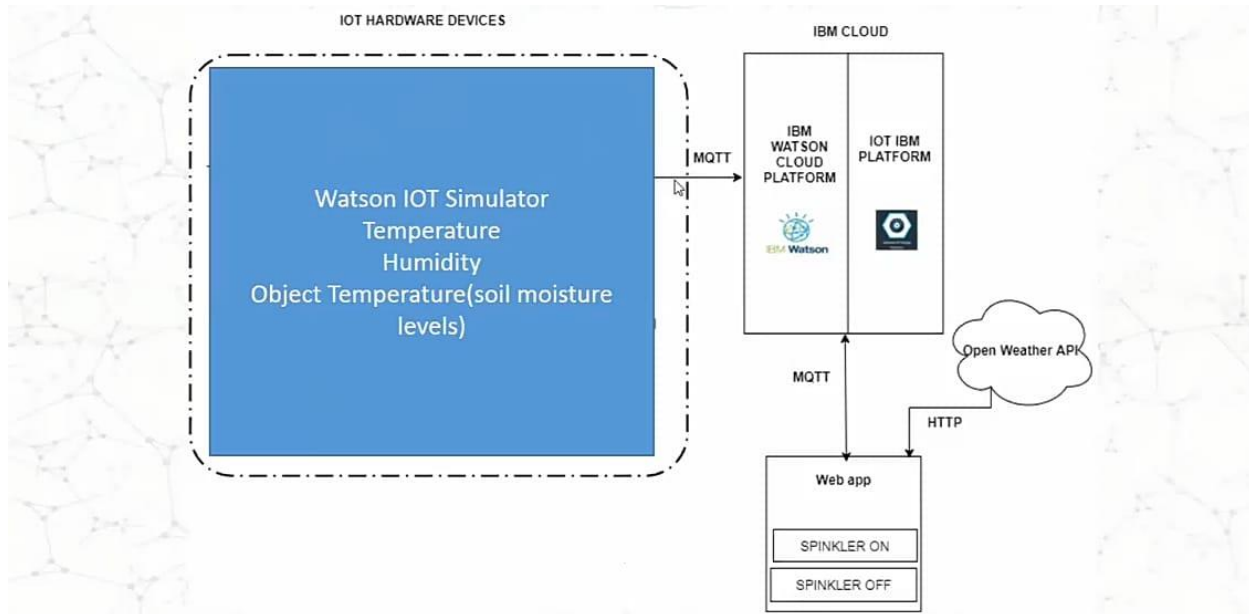 IOT HARDWARE DEVICES
IBM CLOUD
Watson IOT Simulator
Temperature
Humidity
Object Temperature(soil moisture
levels)
MQTT
IBM
WATSON
CLOUD
PLATFORM
IBM Watson
IOT IBM
PLATFORM
Open Weather API
MQTT
HTTP
Web app
SPINKLER ON
SPINKLER OFF